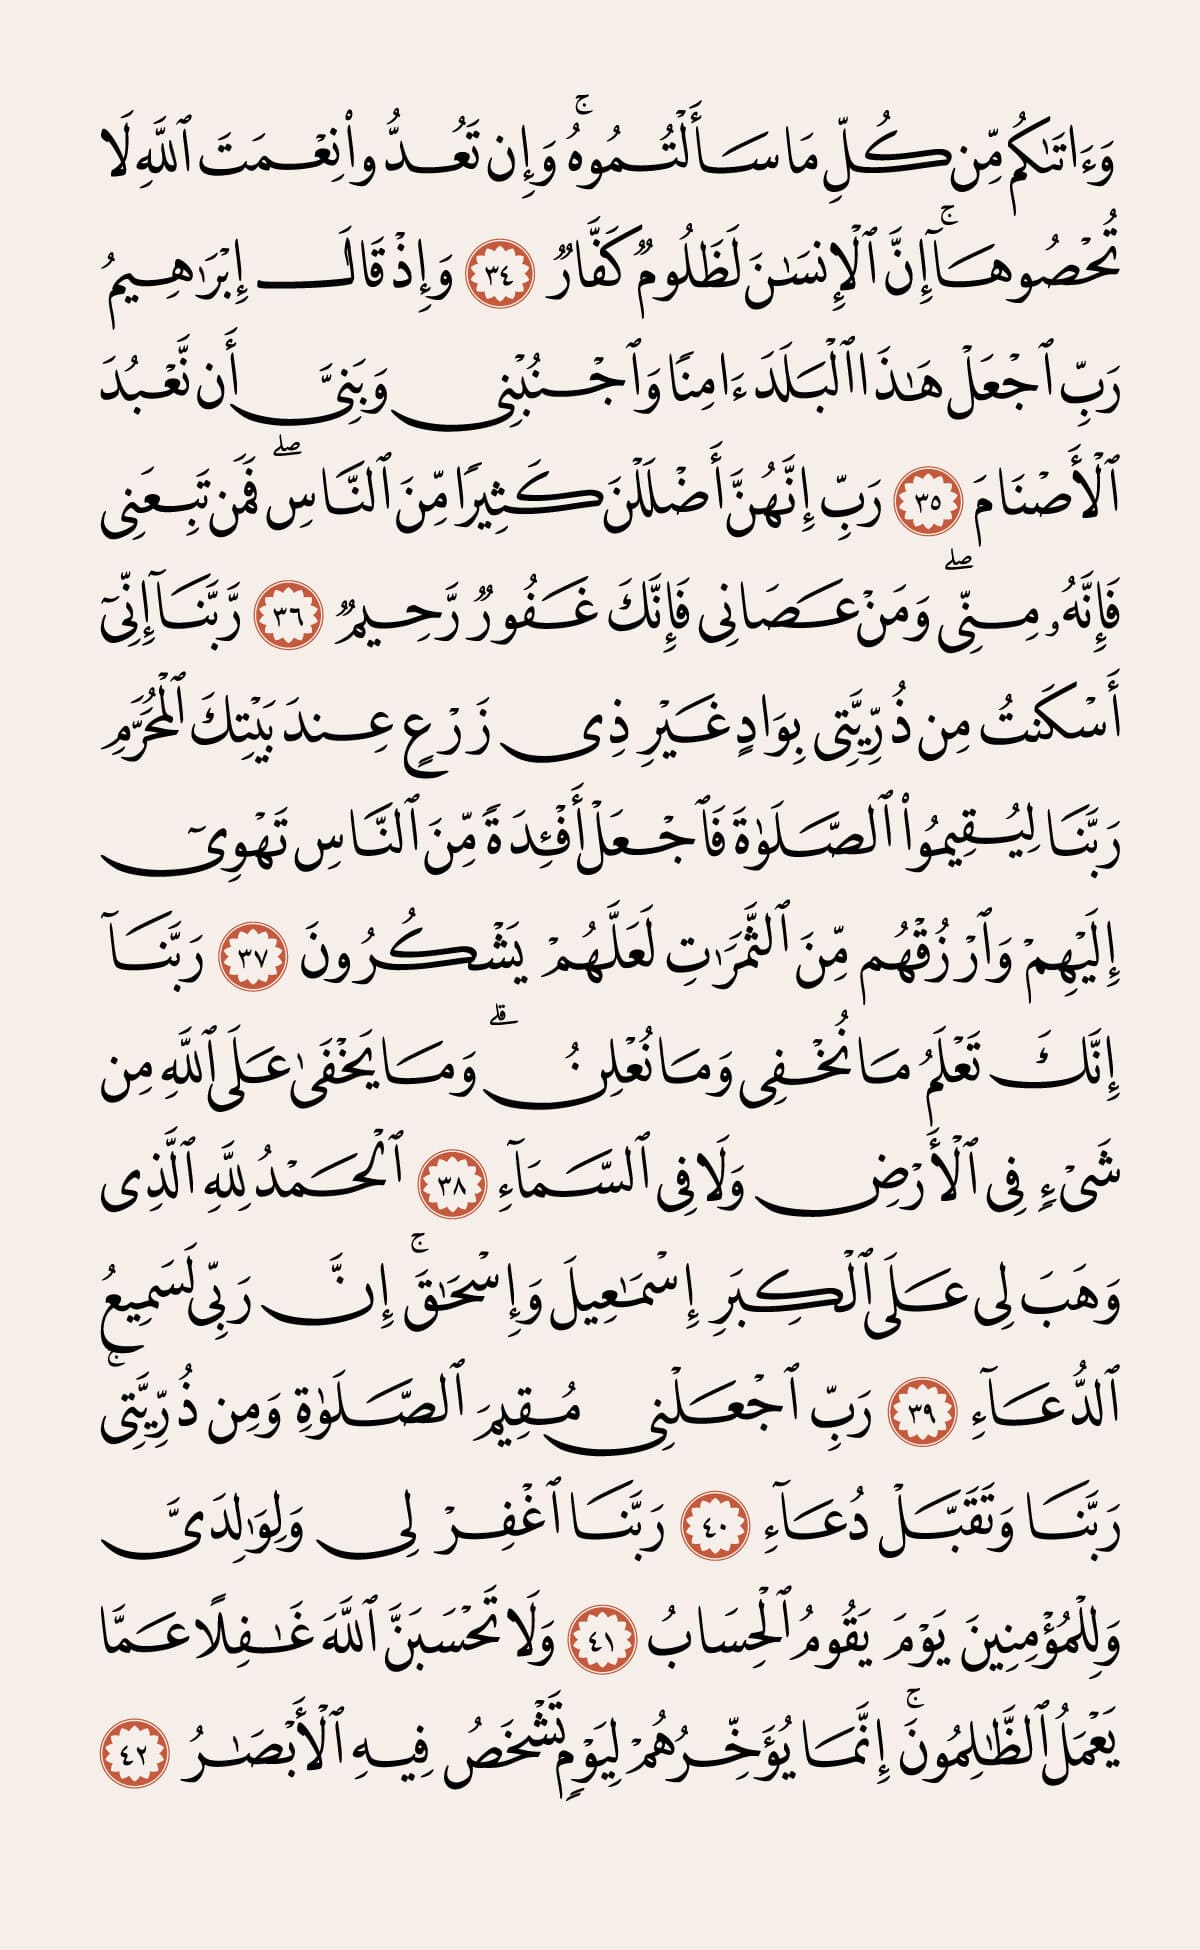 وَءَاتَىٰكُم مِّن كُلِّ مَا سَأَلْتُمُوهُ ۚ وَإِن تَعُدُّوا۟ نِعْمَتَ ٱللَّهِ لَا
تُحْصُوهَآ ۗ إِنَّ ٱلْإِنسَـٰنَ لَظَلُومٌ كَفَّارٌ ٣٤ وَإِذْ قَالَ إِبْرَٰهِيمُ
رَبِّ ٱجْعَلْ هَـٰذَا ٱلْبَلَدَ ءَامِنًا وَٱجْنُبْنِى وَبَنِىَّ أَن نَّعْبُدَ
ٱلْأَصْنَامَ ٣٥ رَبِّ إِنَّهُنَّ أَضْلَلْنَ كَثِيرًا مِّنَ ٱلنَّاسِ ۖ فَمَن تَبِعَنِى
فَإِنَّهُۥ مِنِّى ۖ وَمَنْ عَصَانِى فَإِنَّكَ غَفُورٌ رَّحِيمٌ ٣٦ رَّبَّنَآ إِنِّىٓ
أَسْكَنتُ مِن ذُرِّيَّتِى بِوَادٍ غَيْرِ ذِى زَرْعٍ عِندَ بَيْتِكَ ٱلْمُحَرَّمِ
رَبَّنَا لِيُقِيمُوا۟ ٱلصَّلَوٰةَ فَٱجْعَلْ أَفْـِٔدَةً مِّنَ ٱلنَّاسِ تَهْوِىٓ
إِلَيْهِمْ وَٱرْزُقْهُم مِّنَ ٱلثَّمَرَٰتِ لَعَلَّهُمْ يَشْكُرُونَ ٣٧ رَبَّنَآ
إِنَّكَ تَعْلَمُ مَا نُخْفِى وَمَا نُعْلِنُ ۗ وَمَا يَخْفَىٰ عَلَى ٱللَّهِ مِن
شَىْءٍ فِى ٱلْأَرْضِ وَلَا فِى ٱلسَّمَآءِ ٣٨ ٱلْحَمْدُ لِلَّهِ ٱلَّذِى
وَهَبَ لِى عَلَى ٱلْكِبَرِ إِسْمَـٰعِيلَ وَإِسْحَـٰقَ ۚ إِنَّ رَبِّى لَسَمِيعُ
ٱلدُّعَآءِ ٣٩ رَبِّ ٱجْعَلْنِى مُقِيمَ ٱلصَّلَوٰةِ وَمِن ذُرِّيَّتِى ۚ
رَبَّنَا وَتَقَبَّلْ دُعَآءِ ٤٠ رَبَّنَا ٱغْفِرْ لِى وَلِوَٰلِدَىَّ
وَلِلْمُؤْمِنِينَ يَوْمَ يَقُومُ ٱلْحِسَابُ ٤١ وَلَا تَحْسَبَنَّ ٱللَّهَ غَـٰفِلًا عَمَّا
يَعْمَلُ ٱلظَّـٰلِمُونَ ۚ إِنَّمَا يُؤَخِّرُهُمْ لِيَوْمٍ تَشْخَصُ فِيهِ ٱلْأَبْصَـٰرُ ٤٢